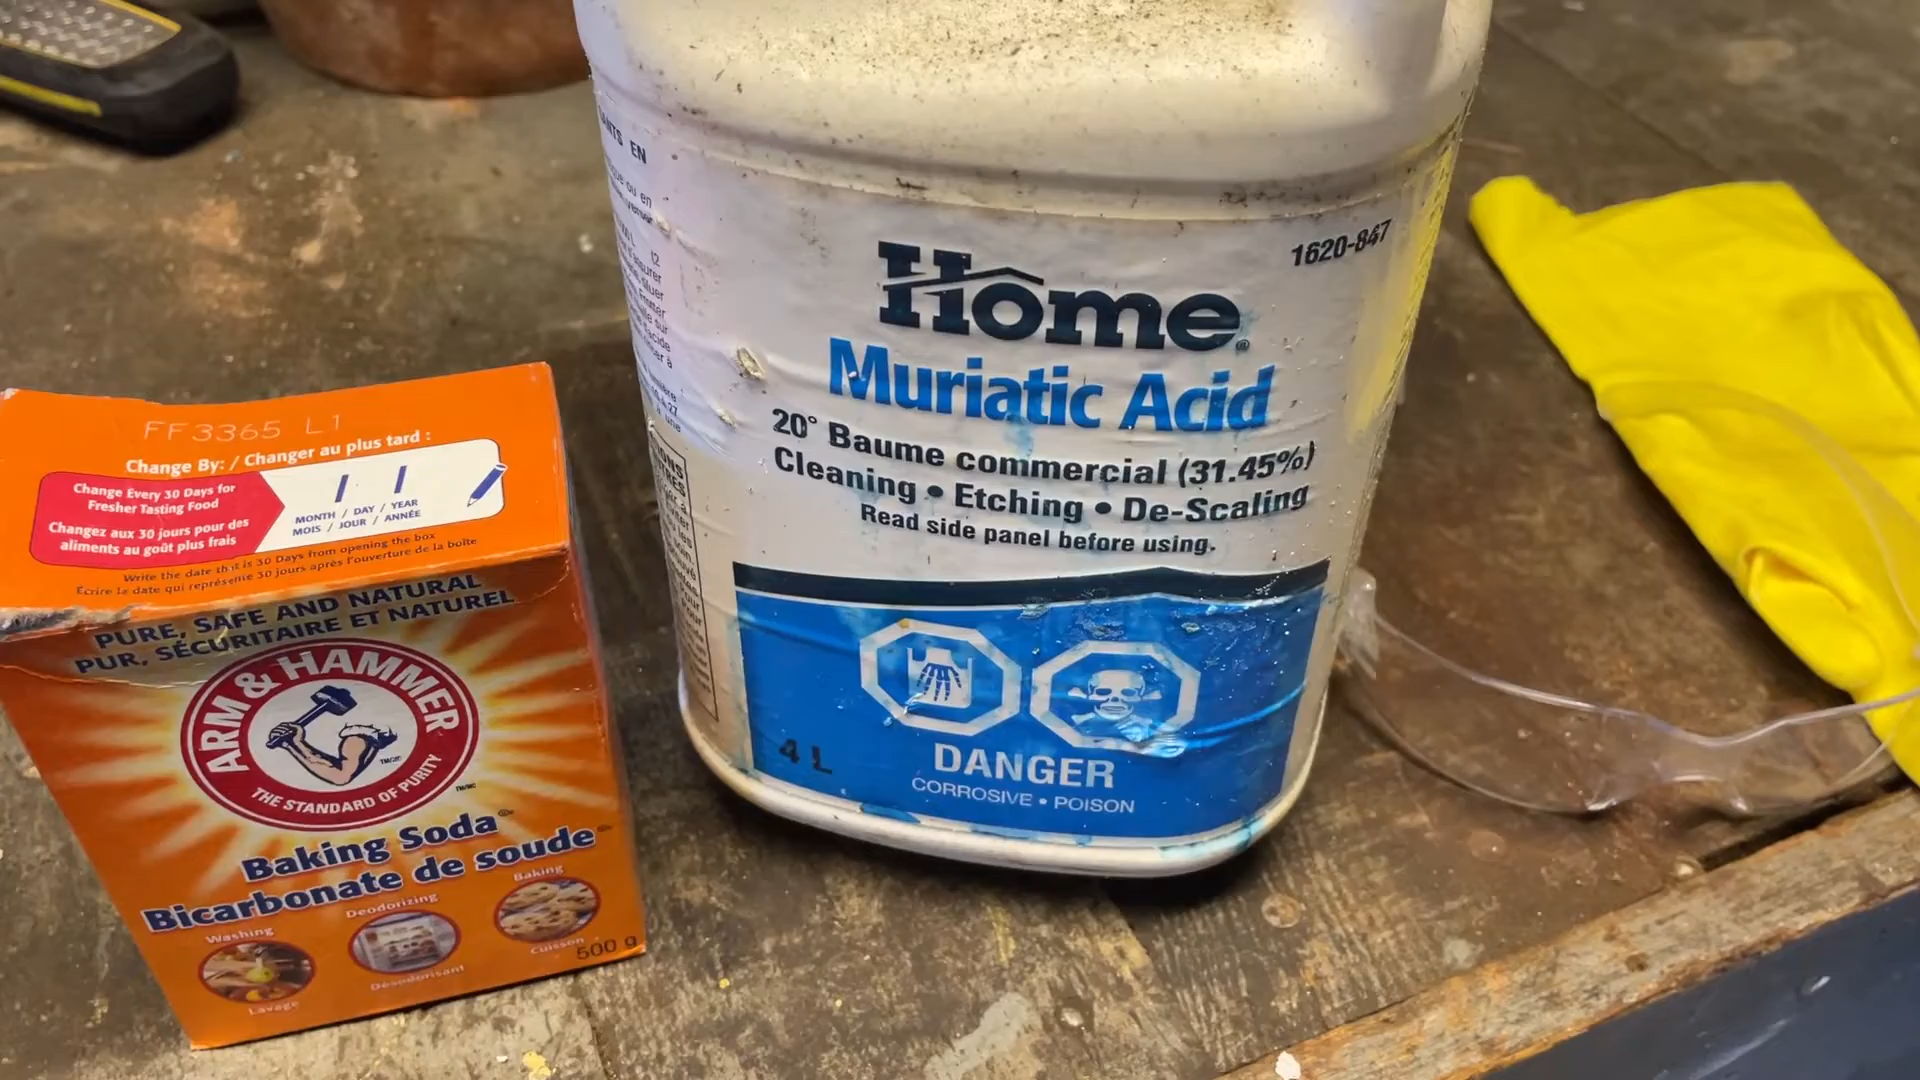 FF3365 L1
Change By: / Changer au plus tard :
Change Every 30 Days for
Fresher Tasting Food
Changez aux 30 jours pour des
aliments au goût plus frais
MONTH / DAY / YEAR
MOIS / JOUR / ANNÉE
Write the date that is 30 Days from opening the box
Écrire la date qui représente 30 jours après l'ouverture de la boîte
PURE, SAFE AND NATURAL
PUR, SÉCURITAIRE ET NATUREL
ARM & HAMMER
THE STANDARD OF PURITY
Baking Soda
Bicarbonate de soude
Washing
Lavage
Deodorizing
Désodorisant
Baking
Cuisson
500 g
1620-847
Home
Muriatic Acid
20° Baume commercial (31.45%)
Cleaning • Etching • De-Scaling
Read side panel before using.
4 L
DANGER
CORROSIVE • POISON
EN
ou en